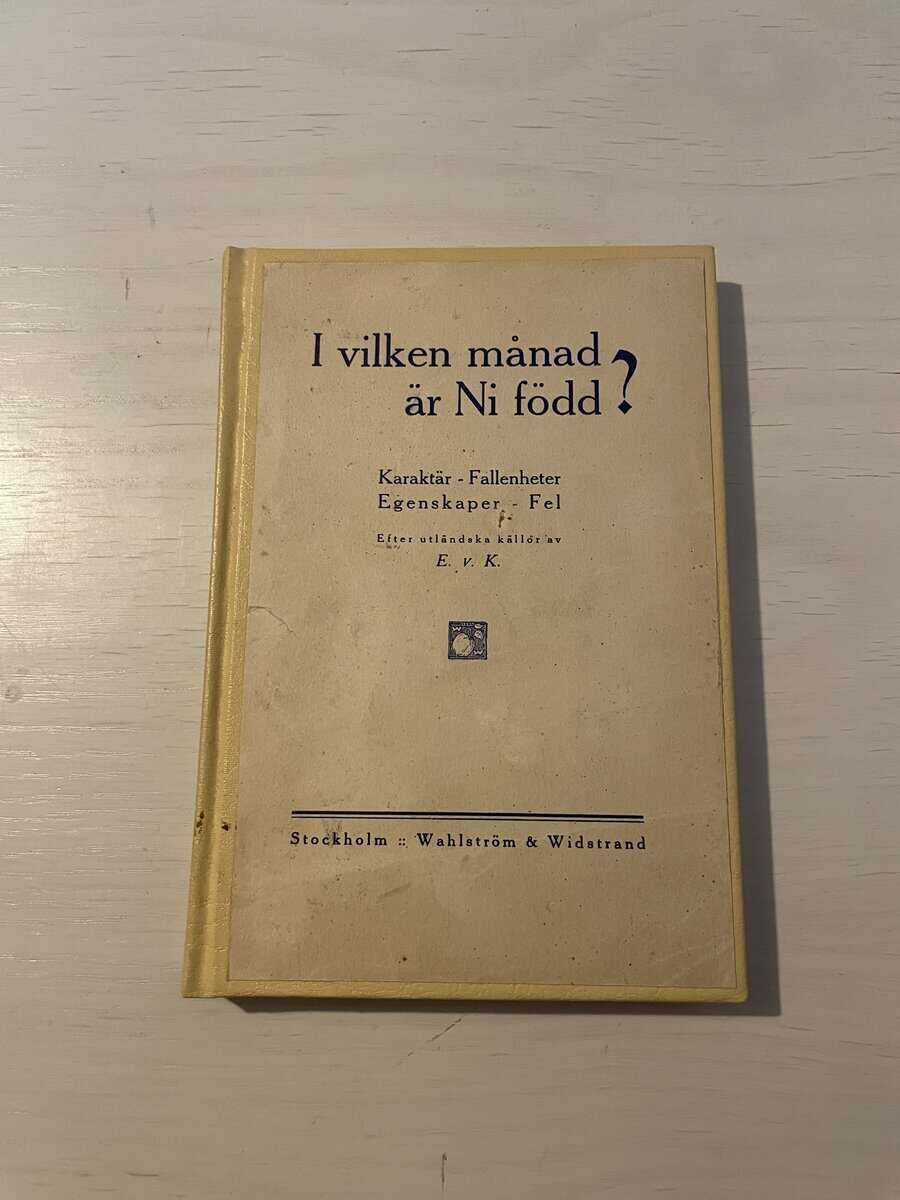 I vilken månad
är Ni född?
Karaktär - Fallenheter
Egenskaper - Fel
Efter utländska källor av
E. v. K.
Stockholm :: Wahlström & Widstrand